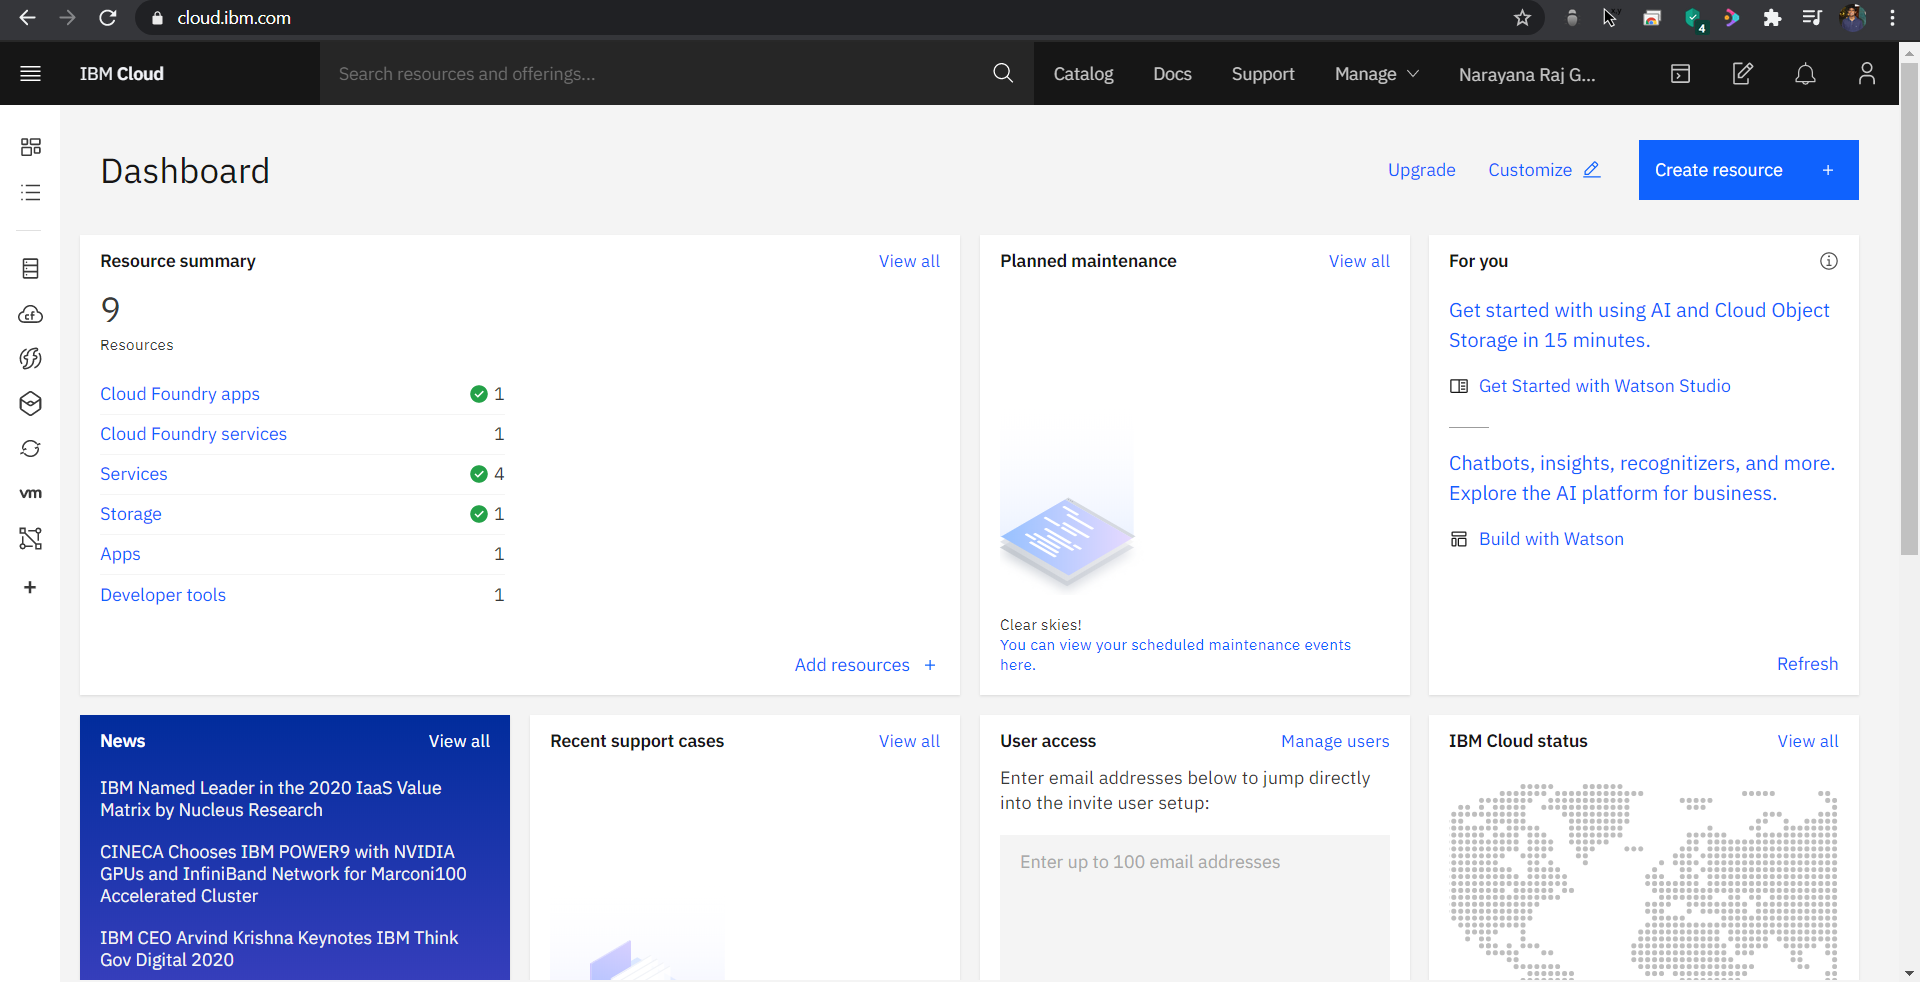 cloud.ibm.com
4
IBM Cloud
Search resources and offerings...
Catalog
Docs
Support
Manage
Narayana Raj G...
Dashboard
Upgrade
Customize
Create resource +
Resource summary
View all
9
Resources
Cloud Foundry apps 1
Cloud Foundry services 1
Services 4
Storage 1
Apps 1
Developer tools 1
Add resources +
Planned maintenance
View all
Clear skies!
You can view your scheduled maintenance events
here.
For you
Get started with using AI and Cloud Object
Storage in 15 minutes.
Get Started with Watson Studio
Chatbots, insights, recognitizers, and more.
Explore the AI platform for business.
Build with Watson
Refresh
cf
vm
+
News
View all
IBM Named Leader in the 2020 IaaS Value
Matrix by Nucleus Research
CINECA Chooses IBM POWER9 with NVIDIA
GPUs and InfiniBand Network for Marconi100
Accelerated Cluster
IBM CEO Arvind Krishna Keynotes IBM Think
Gov Digital 2020
Recent support cases
View all
User access
Manage users
Enter email addresses below to jump directly
into the invite user setup:
Enter up to 100 email addresses
IBM Cloud status
View all